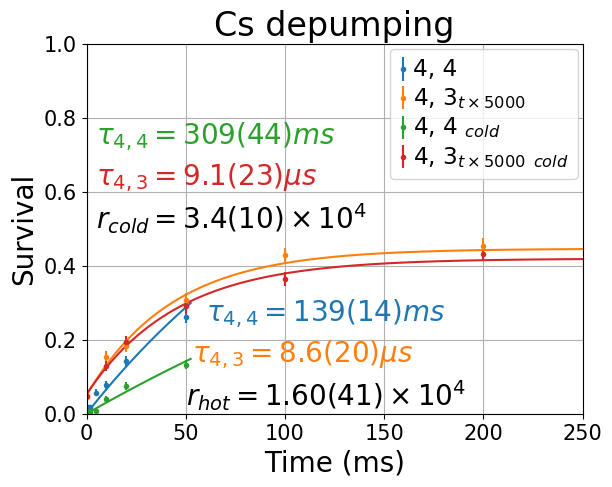 Cs depumping
1.0
0.8
0.6
0.4
0.2
0.0
Survival
4, 4
4, 3 t × 5000
4, 4 cold
4, 3 t × 5000 cold
τ4, 4 = 309(44)ms
τ4, 3 = 9.1(23)μs
rcold = 3.4(10) × 10⁴
τ4, 4 = 139(14)ms
τ4, 3 = 8.6(20)μs
rhot = 1.60(41) × 10⁴
0 50 100 150 200 250
Time (ms)